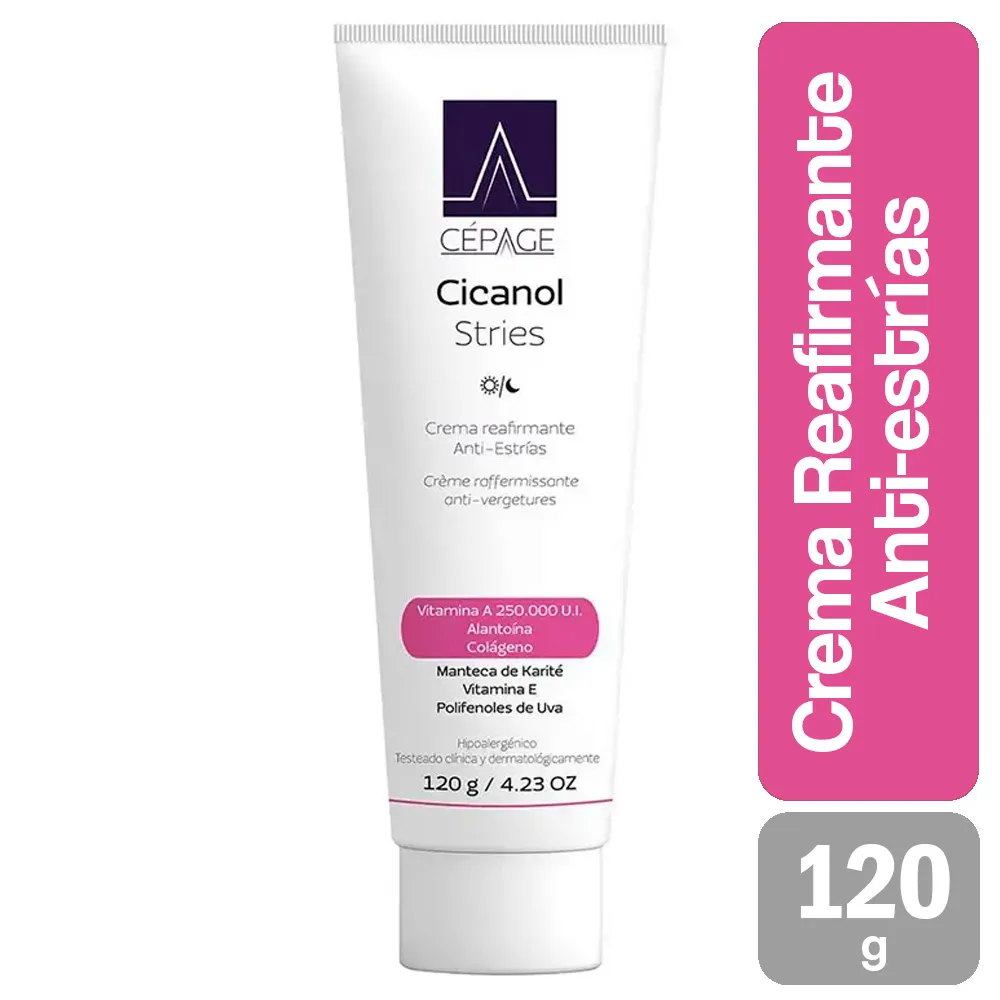 CÉPAGE
Cicanol
Stries
Crema reafirmante
Anti-Estrías
Crème raffermissante
anti-vergetures
Vitamina A 250.000 U.I.
Alantoína
Colágeno
Manteca de Karité
Vitamina E
Polifenoles de Uva
Hipoalergénico
Testeado clínica y dermatológicamente
120 g / 4.23 OZ
Crema Reafirmante
Anti-estrías
120
g